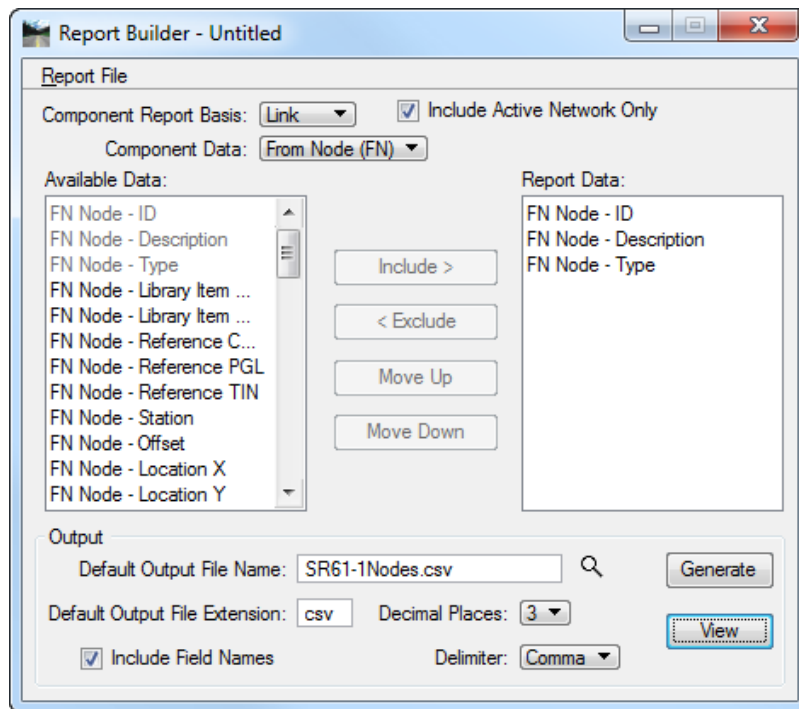 Report Builder - Untitled
Report File
Component Report Basis: Link Include Active Network Only
Component Data: From Node (FN)
Available Data: Report Data:
FN Node - ID
FN Node - Description
FN Node - Type
FN Node - Library Item ...
FN Node - Library Item ...
FN Node - Reference C...
FN Node - Reference PGL
FN Node - Reference TIN
FN Node - Station
FN Node - Offset
FN Node - Location X
FN Node - Location Y
Include >
< Exclude
Move Up
Move Down
FN Node - ID
FN Node - Description
FN Node - Type
Output
Default Output File Name: SR61-1Nodes.csv Generate
Default Output File Extension: csv Decimal Places: 3 View
Include Field Names Delimiter: Comma